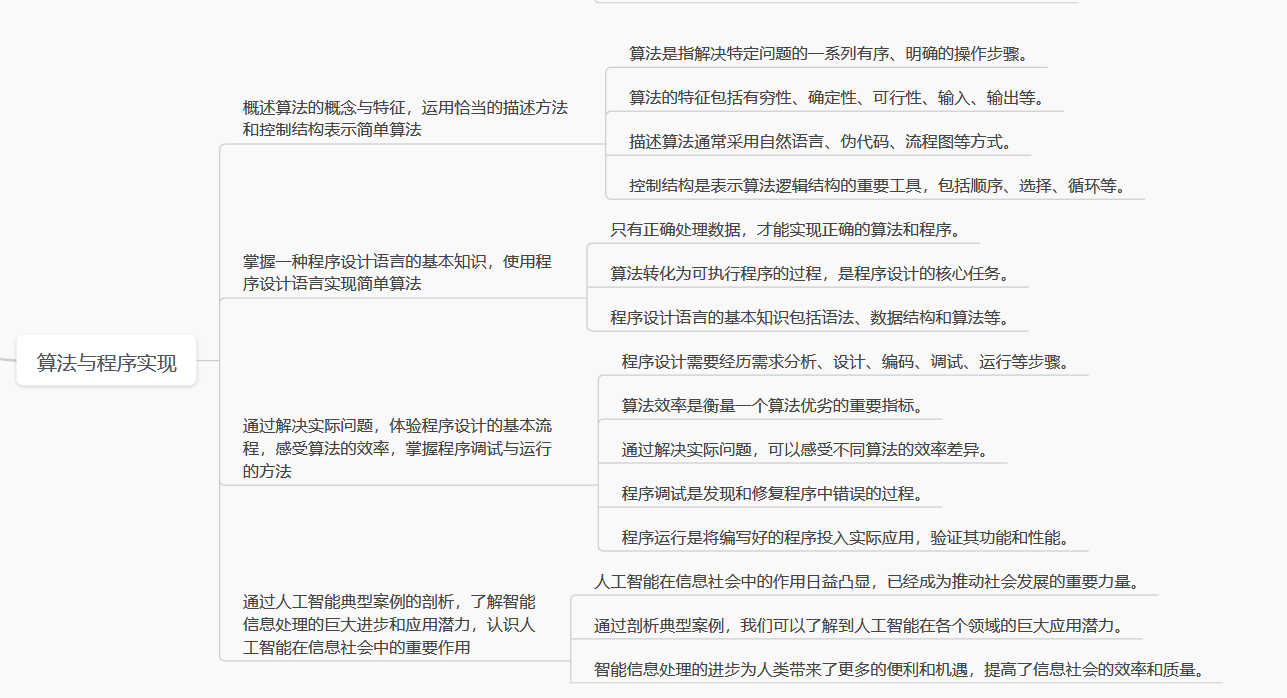 算法与程序实现
概述算法的概念与特征，运用恰当的描述方法
和控制结构表示简单算法
算法是指解决特定问题的一系列有序、明确的操作步骤。
算法的特征包括有穷性、确定性、可行性、输入、输出等。
描述算法通常采用自然语言、伪代码、流程图等方式。
控制结构是表示算法逻辑结构的重要工具，包括顺序、选择、循环等。
掌握一种程序设计语言的基本知识，使用程
序设计语言实现简单算法
只有正确处理数据，才能实现正确的算法和程序。
算法转化为可执行程序的过程，是程序设计的核心任务。
程序设计语言的基本知识包括语法、数据结构和算法等。
通过解决实际问题，体验程序设计的基本流
程，感受算法的效率，掌握程序调试与运行
的方法
程序设计需要经历需求分析、设计、编码、调试、运行等步骤。
算法效率是衡量一个算法优劣的重要指标。
通过解决实际问题，可以感受不同算法的效率差异。
程序调试是发现和修复程序中错误的过程。
程序运行是将编写好的程序投入实际应用，验证其功能和性能。
通过人工智能典型案例的剖析，了解智能
信息处理的巨大进步和应用潜力，认识人
工智能在信息社会中的重要作用
人工智能在信息社会中的作用日益凸显，已经成为推动社会发展的重要力量。
通过剖析典型案例，我们可以了解到人工智能在各个领域的巨大应用潜力。
智能信息处理的进步为人类带来了更多的便利和机遇，提高了信息社会的效率和质量。